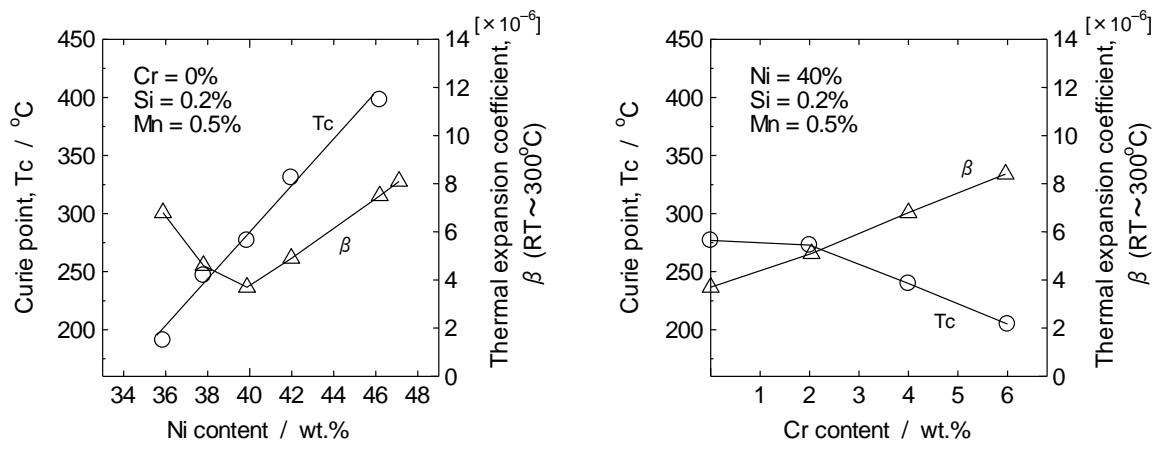 [×10⁻⁶]
450
400
350
300
250
200
Curie point, Tc / °C
Cr = 0%
Si = 0.2%
Mn = 0.5%
Tc
β
14
12
10
8
6
4
2
0
Thermal expansion coefficient,
β (RT~300°C)
34 36 38 40 42 44 46 48
Ni content / wt.%
[×10⁻⁶]
450
400
350
300
250
200
Curie point, Tc / °C
Ni = 40%
Si = 0.2%
Mn = 0.5%
β
Tc
14
12
10
8
6
4
2
0
Thermal expansion coefficient,
β (RT~300°C)
1 2 3 4 5 6
Cr content / wt.%